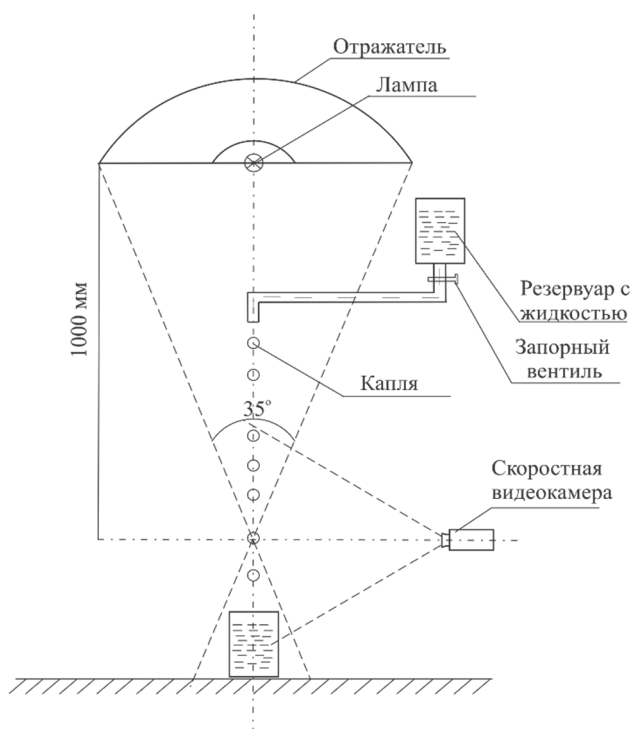 Отражатель
Лампа
Резервуар с
жидкостью
Запорный
вентиль
1000 мм
Капля
35°
Скоростная
видеокамера